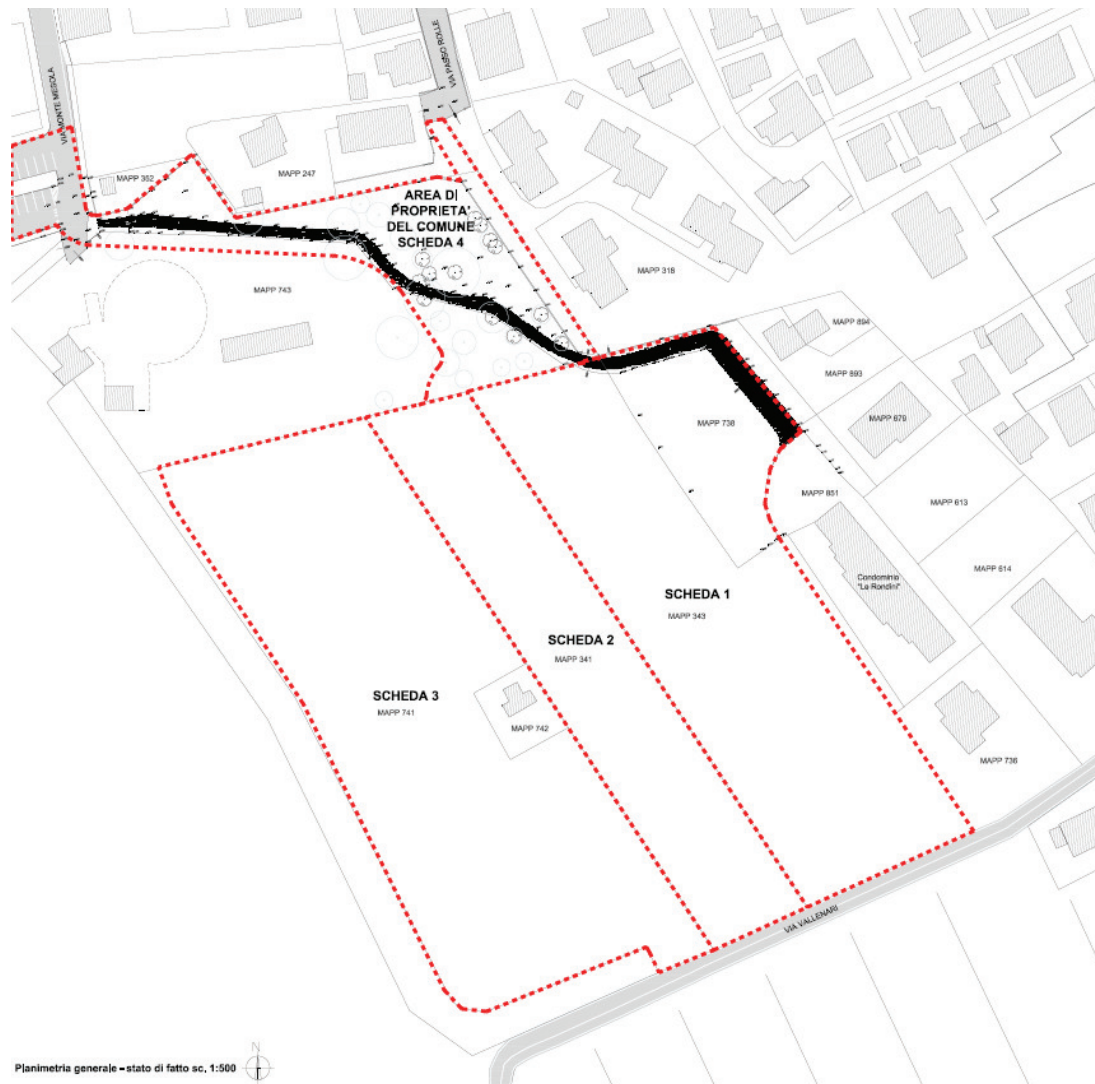 VIA MONTE MESOLA
VIA PASSO ROLLE
MAPP 352
MAPP 247
AREA DI
PROPRIETA'
DEL COMUNE
SCHEDA 4
MAPP 318
MAPP 743
MAPP 894
MAPP 893
MAPP 738
MAPP 679
MAPP 851
MAPP 613
MAPP 614
Condominio
"Le Rondini"
SCHEDA 1
MAPP 343
SCHEDA 2
MAPP 341
SCHEDA 3
MAPP 741
MAPP 742
MAPP 736
VIA VALLENARI
N
Planimetria generale - stato di fatto sc. 1:500